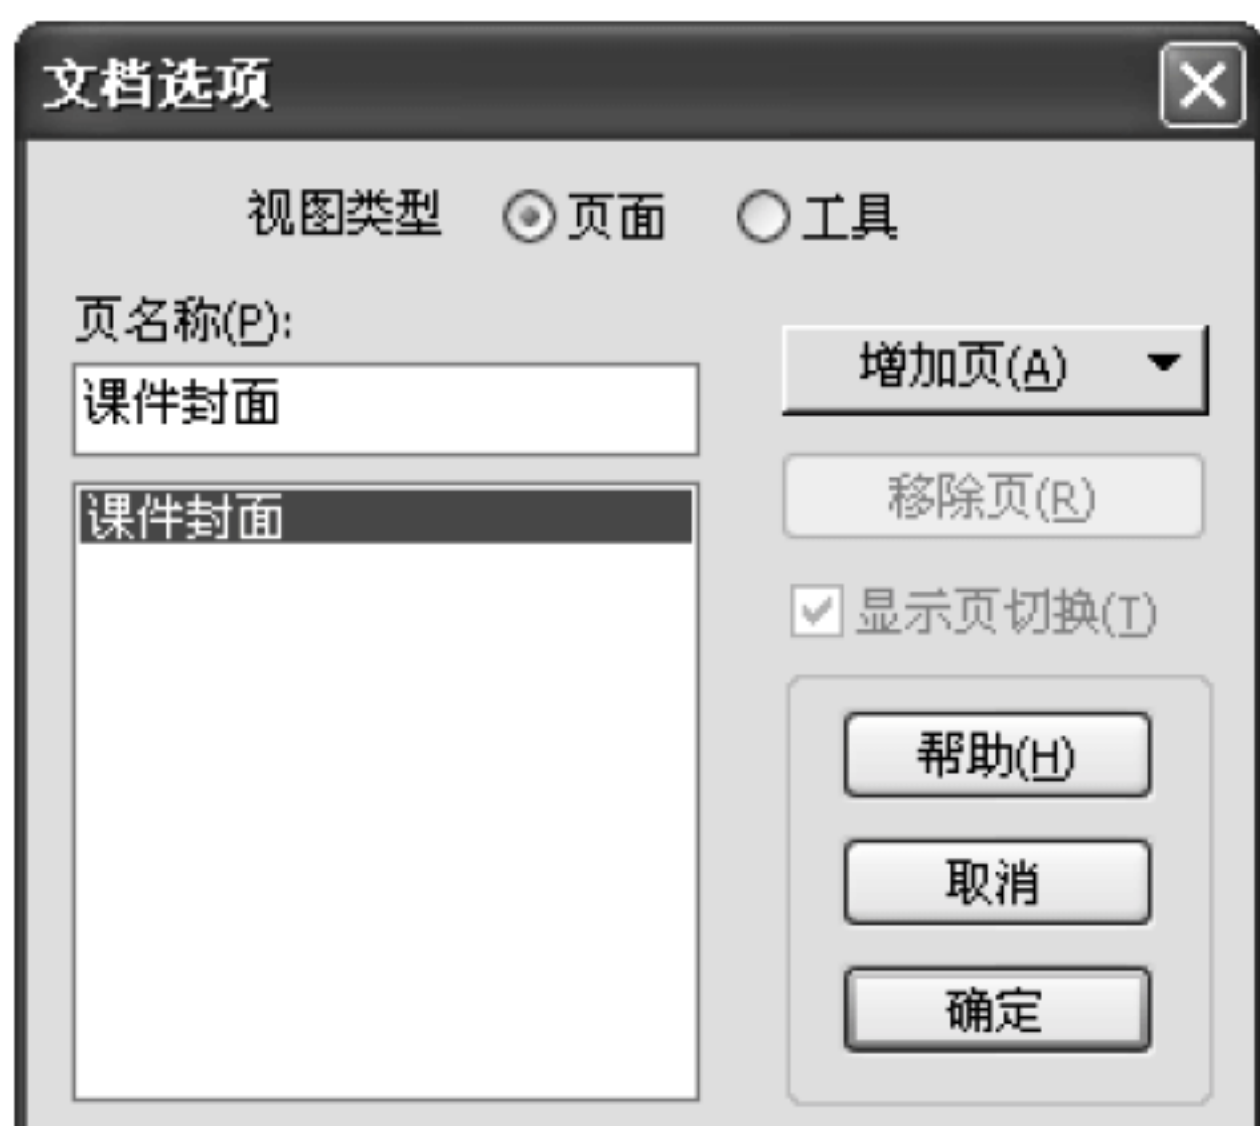 文档选项
视图类型 页面 工具
页名称(P):
课件封面
课件封面
增加页(A)
移除页(R)
显示页切换(T)
帮助(H)
取消
确定